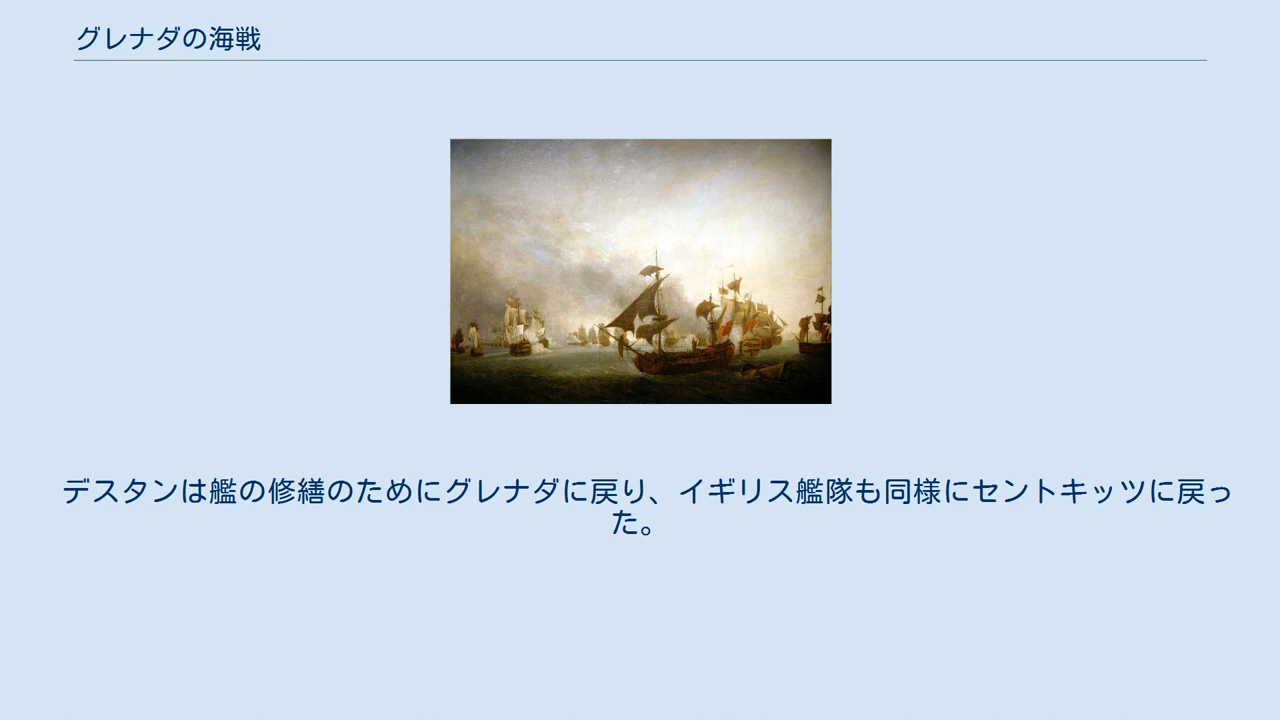 グレナダの海戦
デスタンは艦の修繕のためにグレナダに戻り、イギリス艦隊も同様にセントキッツに戻っ
た。